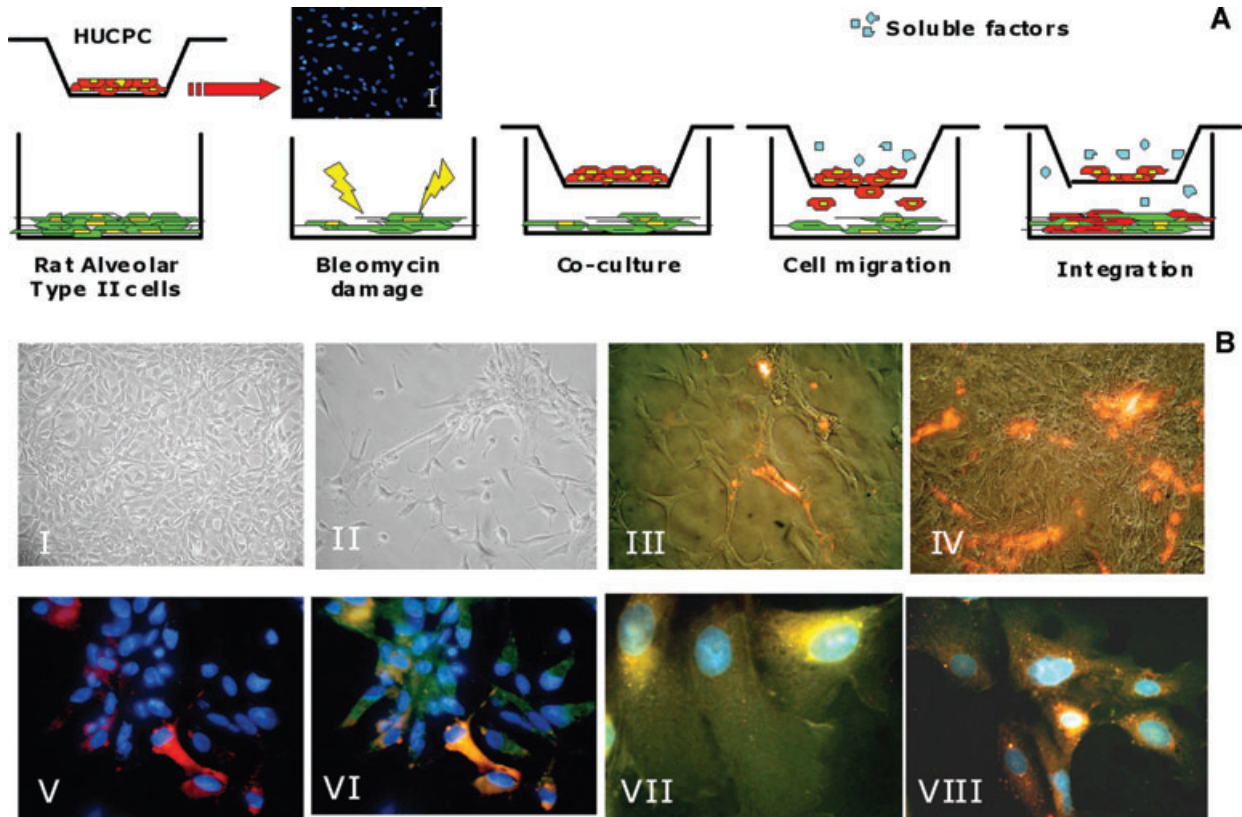 HUCPC
Soluble factors
A
I
Rat Alveolar
Type II cells
Bleomycin
damage
Co-culture
Cell migration
Integration
B
I
II
III
IV
V
VI
VII
VIII